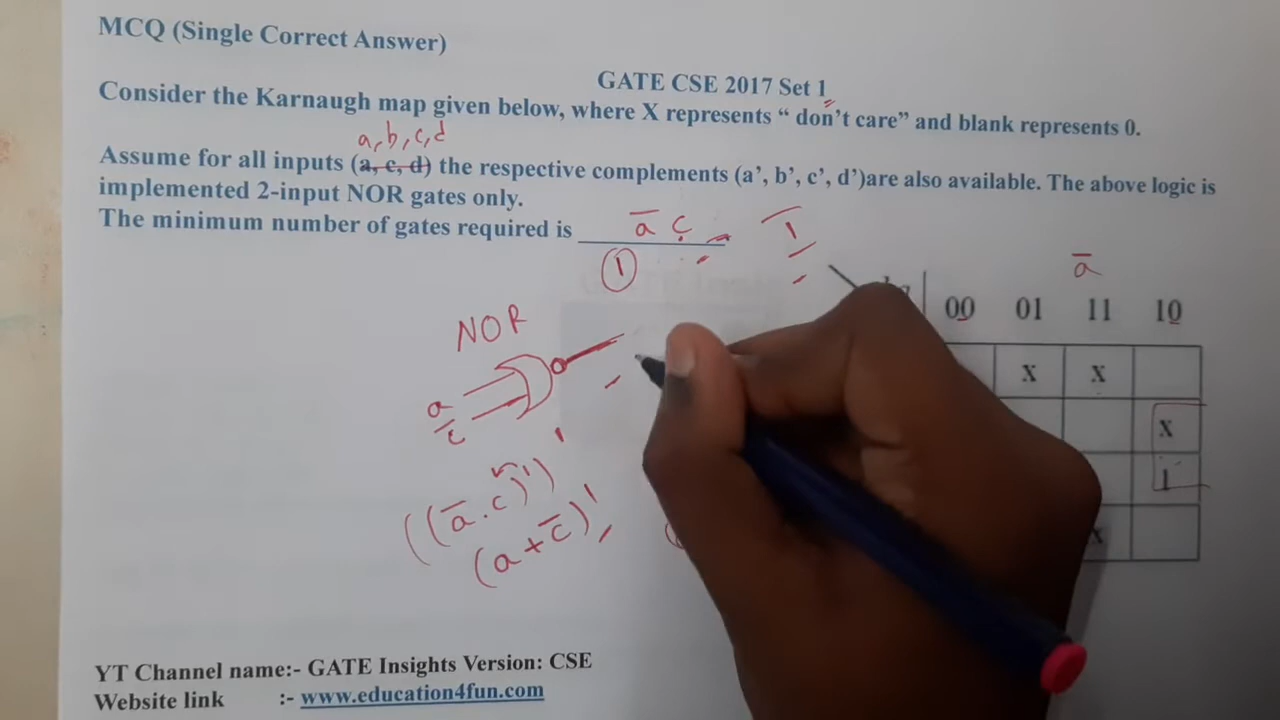 MCQ (Single Correct Answer)
GATE CSE 2017 Set 1
Consider the Karnaugh map given below, where X represents “ don’t care” and blank represents 0.
a, b, c, d
Assume for all inputs (a, c, d) the respective complements (a’, b’, c’, d’)are also available. The above logic is
implemented 2-input NOR gates only.
The minimum number of gates required is
ā c
1
ā
00 01 11 10
NOR
X X
a
c̄
X
1
((ā.c)')'
(a+c̄)'
X
YT Channel name:- GATE Insights Version: CSE
Website link :- www.education4fun.com